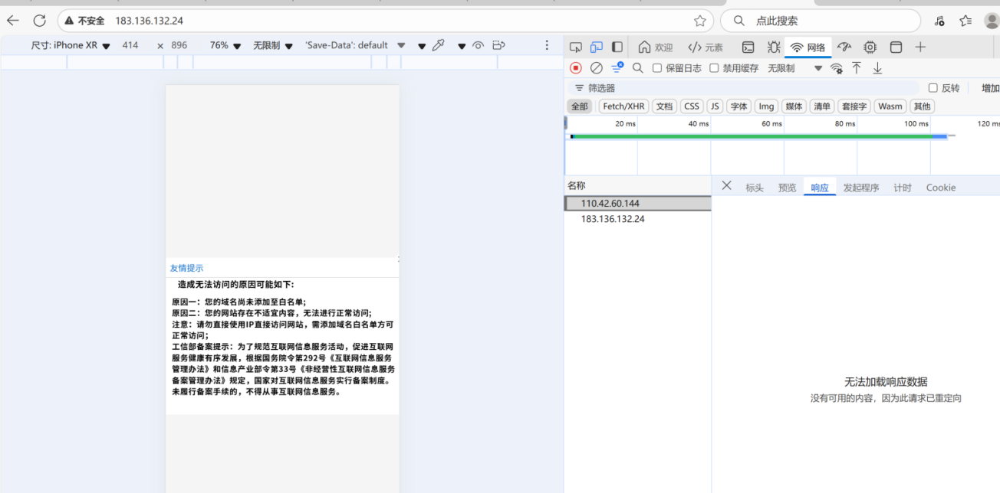 不安全 183.136.132.24
点此搜索
尺寸: iPhone XR 414 × 896 76% 无限制 'Save-Data': default
欢迎 元素 网络
保留日志 禁用缓存 无限制
筛选器 反转 增加
全部 Fetch/XHR 文档 CSS JS 字体 Img 媒体 清单 套接字 Wasm 其他
20 ms 40 ms 60 ms 80 ms 100 ms 120 ms
名称
标头 预览 响应 发起程序 计时 Cookie
110.42.60.144
183.136.132.24
友情提示
造成无法访问的原因可能如下:
原因一：您的域名尚未添加至白名单;
原因二：您的网站存在不适宜内容，无法进行正常访问;
注意：请勿直接使用IP直接访问网站，需添加域名白名单方可
正常访问；
工信部备案提示：为了规范互联网信息服务活动，促进互联网
服务健康有序发展，根据国务院令第292号《互联网信息服务
管理办法》和信息产业部令第33号《非经营性互联网信息服务
备案管理办法》规定，国家对互联网信息服务实行备案制度。
未履行备案手续的，不得从事互联网信息服务。
无法加载响应数据
没有可用的内容，因为此请求已重定向